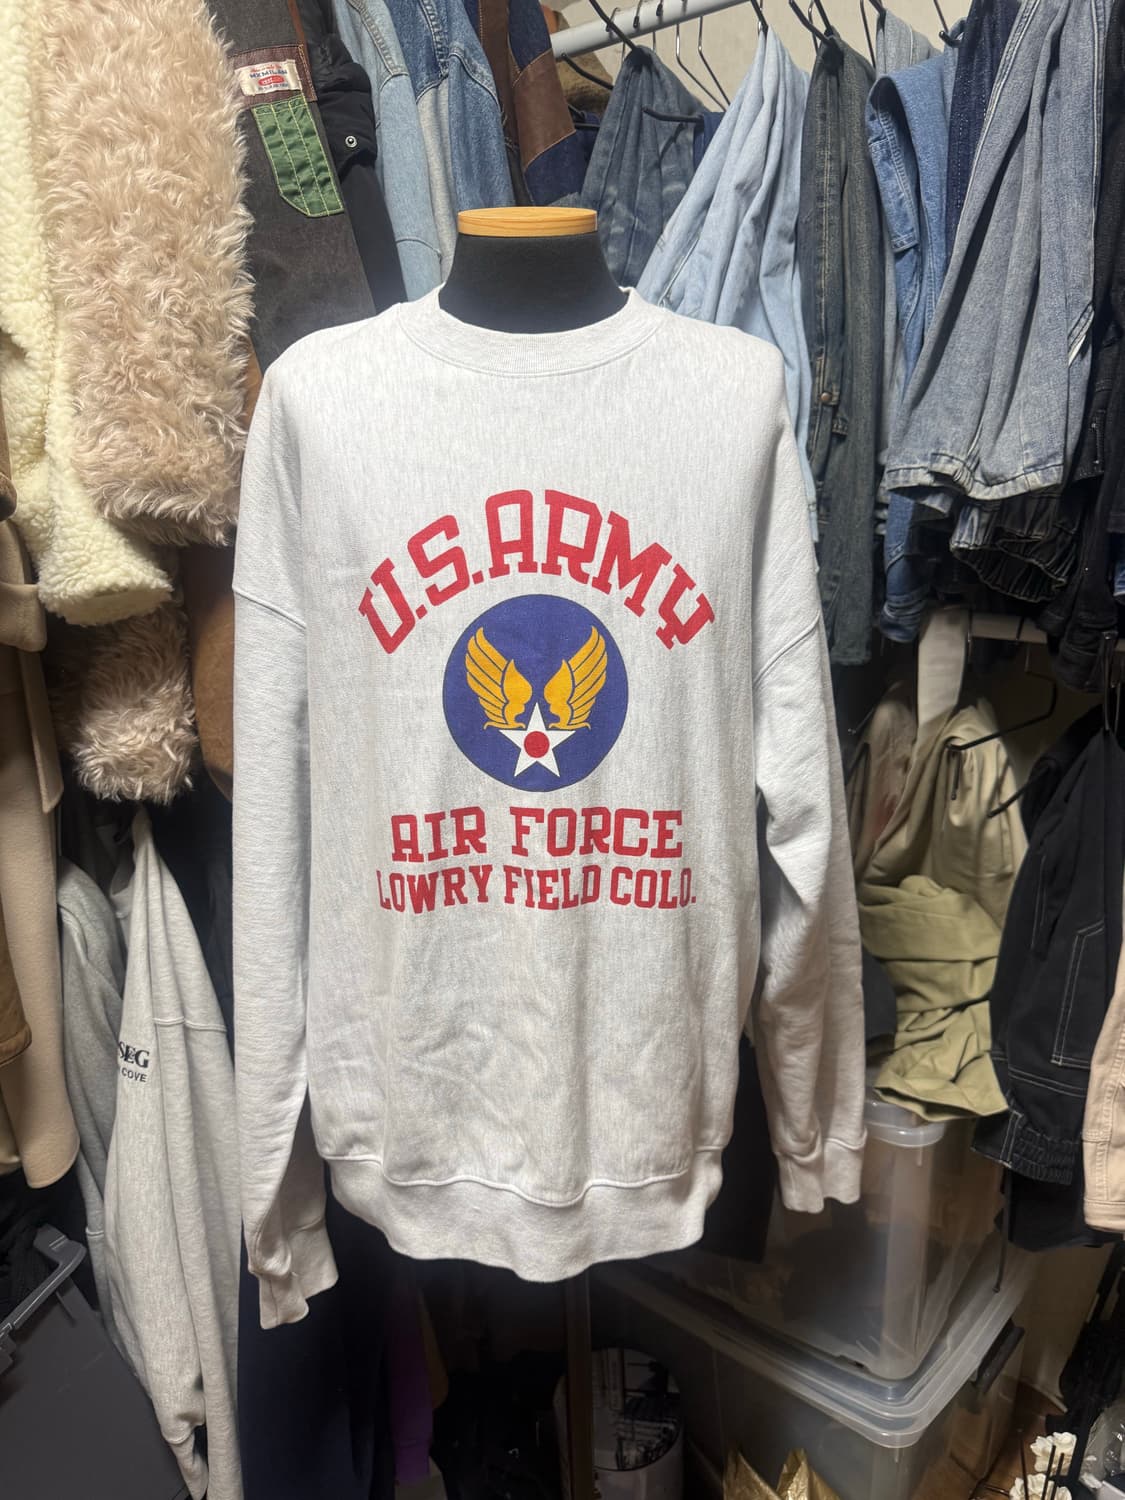 U.S.ARMY
AIR FORCE
LOWRY FIELD COLO.
COVE